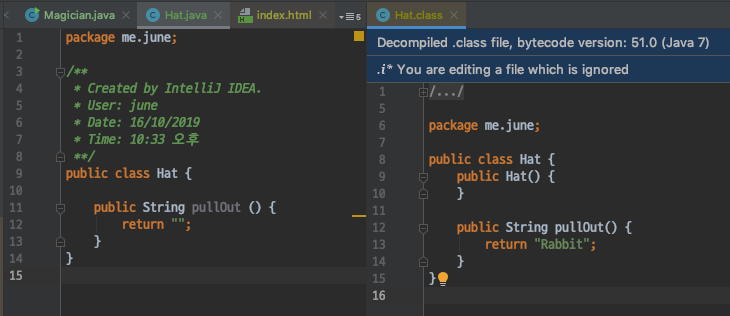 Magician.java
Hat.java
index.html
5
1 package me.june;
2
3 /**
4 * Created by IntelliJ IDEA.
5 * User: june
6 * Date: 16/10/2019
7 * Time: 10:33 오후
8 **/
9 public class Hat {
10
11 public String pullOut () {
12 return "";
13 }
14 }
15
Hat.class
Decompiled .class file, bytecode version: 51.0 (Java 7)
.i* You are editing a file which is ignored
1 /.../
5
6 package me.june;
7
8 public class Hat {
9 public Hat() {
10 }
11
12 public String pullOut() {
13 return "Rabbit";
14 }
15 }
16